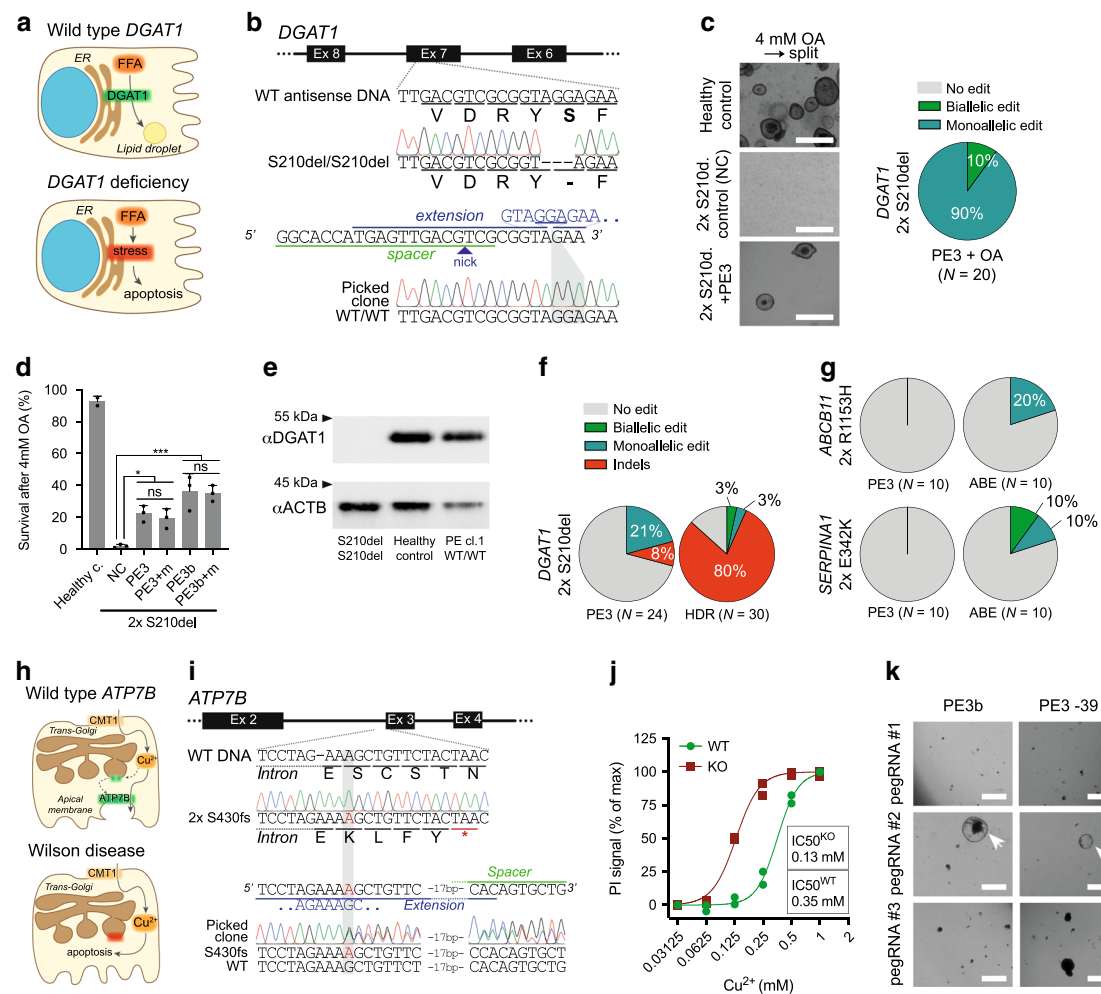 a
Wild type DGAT1
ER
FFA
DGAT1
Lipid droplet
DGAT1 deficiency
ER
FFA
stress
apoptosis
b
DGAT1
Ex 8 Ex 7 Ex 6
WT antisense DNA TTGACGTCGCGGTAGGAGAA
V D R Y S F
S210del/S210del TTGACGTCGCGGT---AGAA
V D R Y - F
extension GTAGGAGAA..
5' GGCACCATGAGTTGACGTCGCGGTAGAA 3'
spacer
nick
Picked clone
WT/WT TTGACGTCGCGGTAGGAGAA
c
4 mM OA → split
Healthy control
2x S210d. control (NC)
2x S210d. +PE3
No edit
Biallelic edit
Monoallelic edit
DGAT1 2x S210del
10%
90%
PE3 + OA
(N = 20)
d
Survival after 4mM OA (%)
100
80
60
40
20
0
***
*
ns
ns
Healthy c. NC PE3 PE3+m PE3b PE3b+m
2x S210del
e
55 kDa
αDGAT1
45 kDa
αACTB
S210del S210del
Healthy control
PE cl.1 WT/WT
f
No edit
Biallelic edit
Monoallelic edit
Indels
DGAT1 2x S210del
21%
8%
PE3 (N = 24)
3% 3%
80%
HDR (N = 30)
g
ABCB11 2x R1153H
20%
PE3 (N = 10) ABE (N = 10)
SERPINA1 2x E342K
10%
10%
PE3 (N = 10) ABE (N = 10)
h
Wild type ATP7B
CMT1
Trans-Golgi
Cu2+
Apical membrane
ATP7B
Wilson disease
CMT1
Trans-Golgi
Cu2+
apoptosis
i
ATP7B
Ex 2 Ex 3 Ex 4
WT DNA TCCTAG-AAAGCTGTTCTACTAAC
Intron E S C S T N
2x S430fs TCCTAGAAAAGCTGTTCTACTAAC
Intron E K L F Y *
Spacer
5' TCCTAGAAAAGCTGTTC -17bp- CACAGTGCTG 3'
..AGAAAGC.. Extension
Picked clone
-17bp-
S430fs TCCTAGAAAAGCTGTTC CCACAGTGCT
WT TCCTAGAAAGCTGTTCT -17bp- CACAGTGCTG
j
WT
KO
PI signal (% of max)
125
100
75
50
25
0
IC50KO
0.13 mM
IC50WT
0.35 mM
0.03125 0.0625 0.125 0.25 0.5 1 2
Cu2+ (mM)
k
PE3b PE3 -39
pegRNA #1
pegRNA #2
pegRNA #3